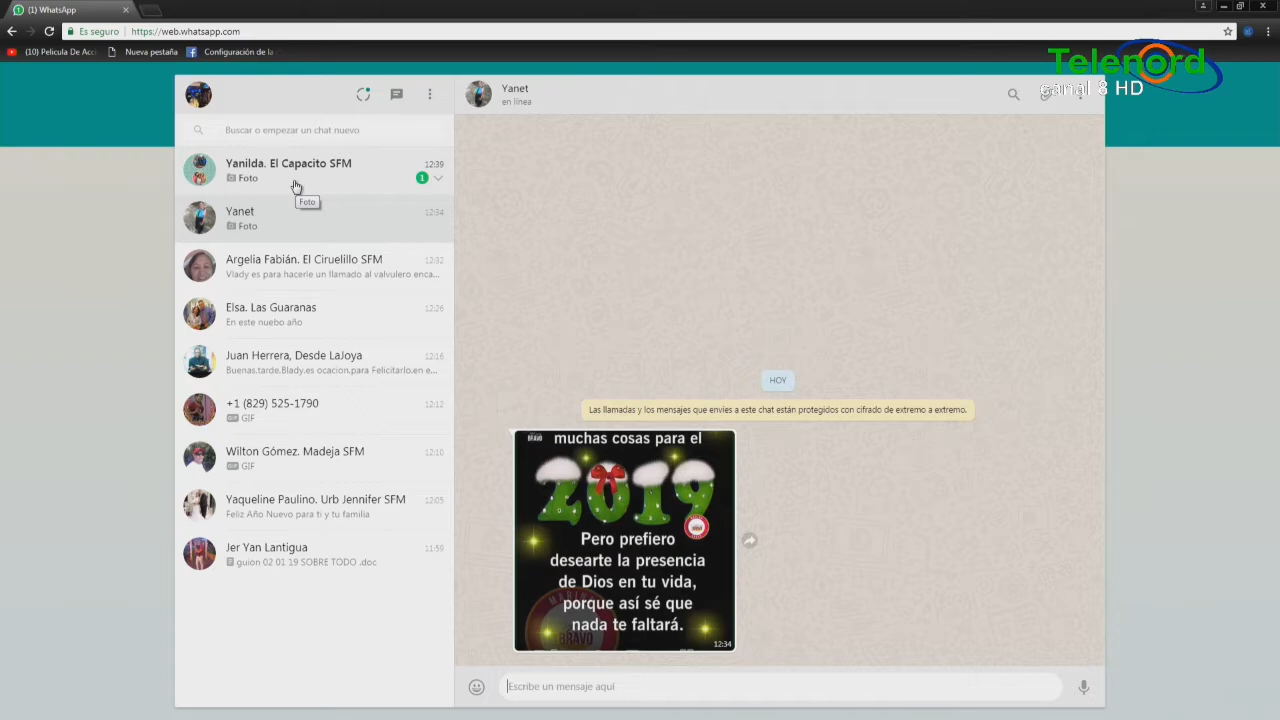 (1) WhatsApp
Es seguro
https://web.whatsapp.com
(10) Pelicula De Acc
Nueva pestaña
Configuración de la
Telenord
canal 8 HD
Buscar o empezar un chat nuevo
Yanilda. El Capacito SFM
12:39
Foto
1
Foto
Yanet
12:34
Foto
Argelia Fabián. El Ciruelillo SFM
12:32
Vlady es para hacerle un llamado al valvulero enca...
Elsa. Las Guaranas
12:26
En este nuebo año
Juan Herrera, Desde LaJoya
12:16
Buenas.tarde.Blady.es ocacion.para Felicitarlo.en e...
+1 (829) 525-1790
12:12
GIF
GIF
Wilton Gómez. Madeja SFM
12:10
GIF
GIF
Yaqueline Paulino. Urb Jennifer SFM
12:05
Feliz Año Nuevo para ti y tu familia
Jer Yan Lantigua
11:59
guion 02 01 19 SOBRE TODO .doc
Yanet
en línea
HOY
Las llamadas y los mensajes que envíes a este chat están protegidos con cifrado de extremo a extremo.
BRAVO
muchas cosas para el
2019
Pero prefiero
desearte la presencia
de Dios en tu vida,
porque así sé que
nada te faltará.
MARINO
BRAVO
12:34
Escribe un mensaje aquí